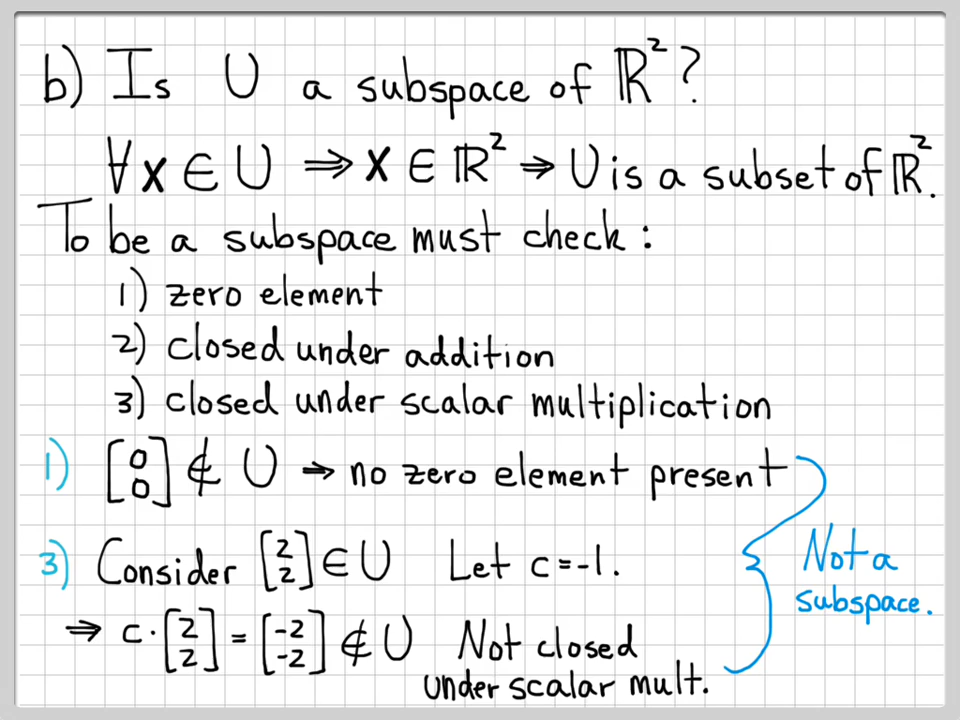 b) Is U a subspace of ℝ²?
∀x ∈ U ⇒ x ∈ ℝ² ⇒ U is a subset of ℝ².
To be a subspace must check:
1) zero element
2) closed under addition
3) closed under scalar multiplication
1) [0 0] ∉ U ⇒ no zero element present
3) Consider [2 2] ∈ U Let c = -1.
⇒ c · [2 2] = [-2 -2] ∉ U Not closed
under scalar mult.
Not a
subspace.